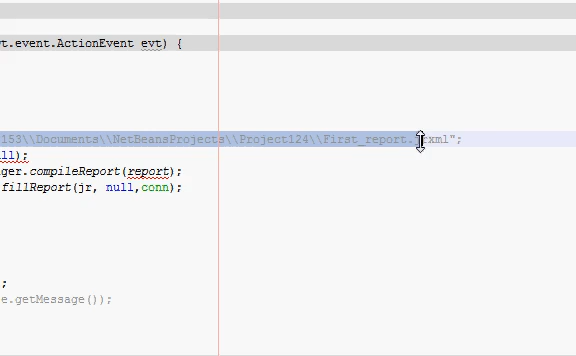 t.event.ActionEvent evt) {
153\\Documents\\NetBeansProjects\\Project124\\First_report.jrxml";
ll);
ger.compileReport(report);
fillReport(jr, null,conn);
;
e.getMessage());